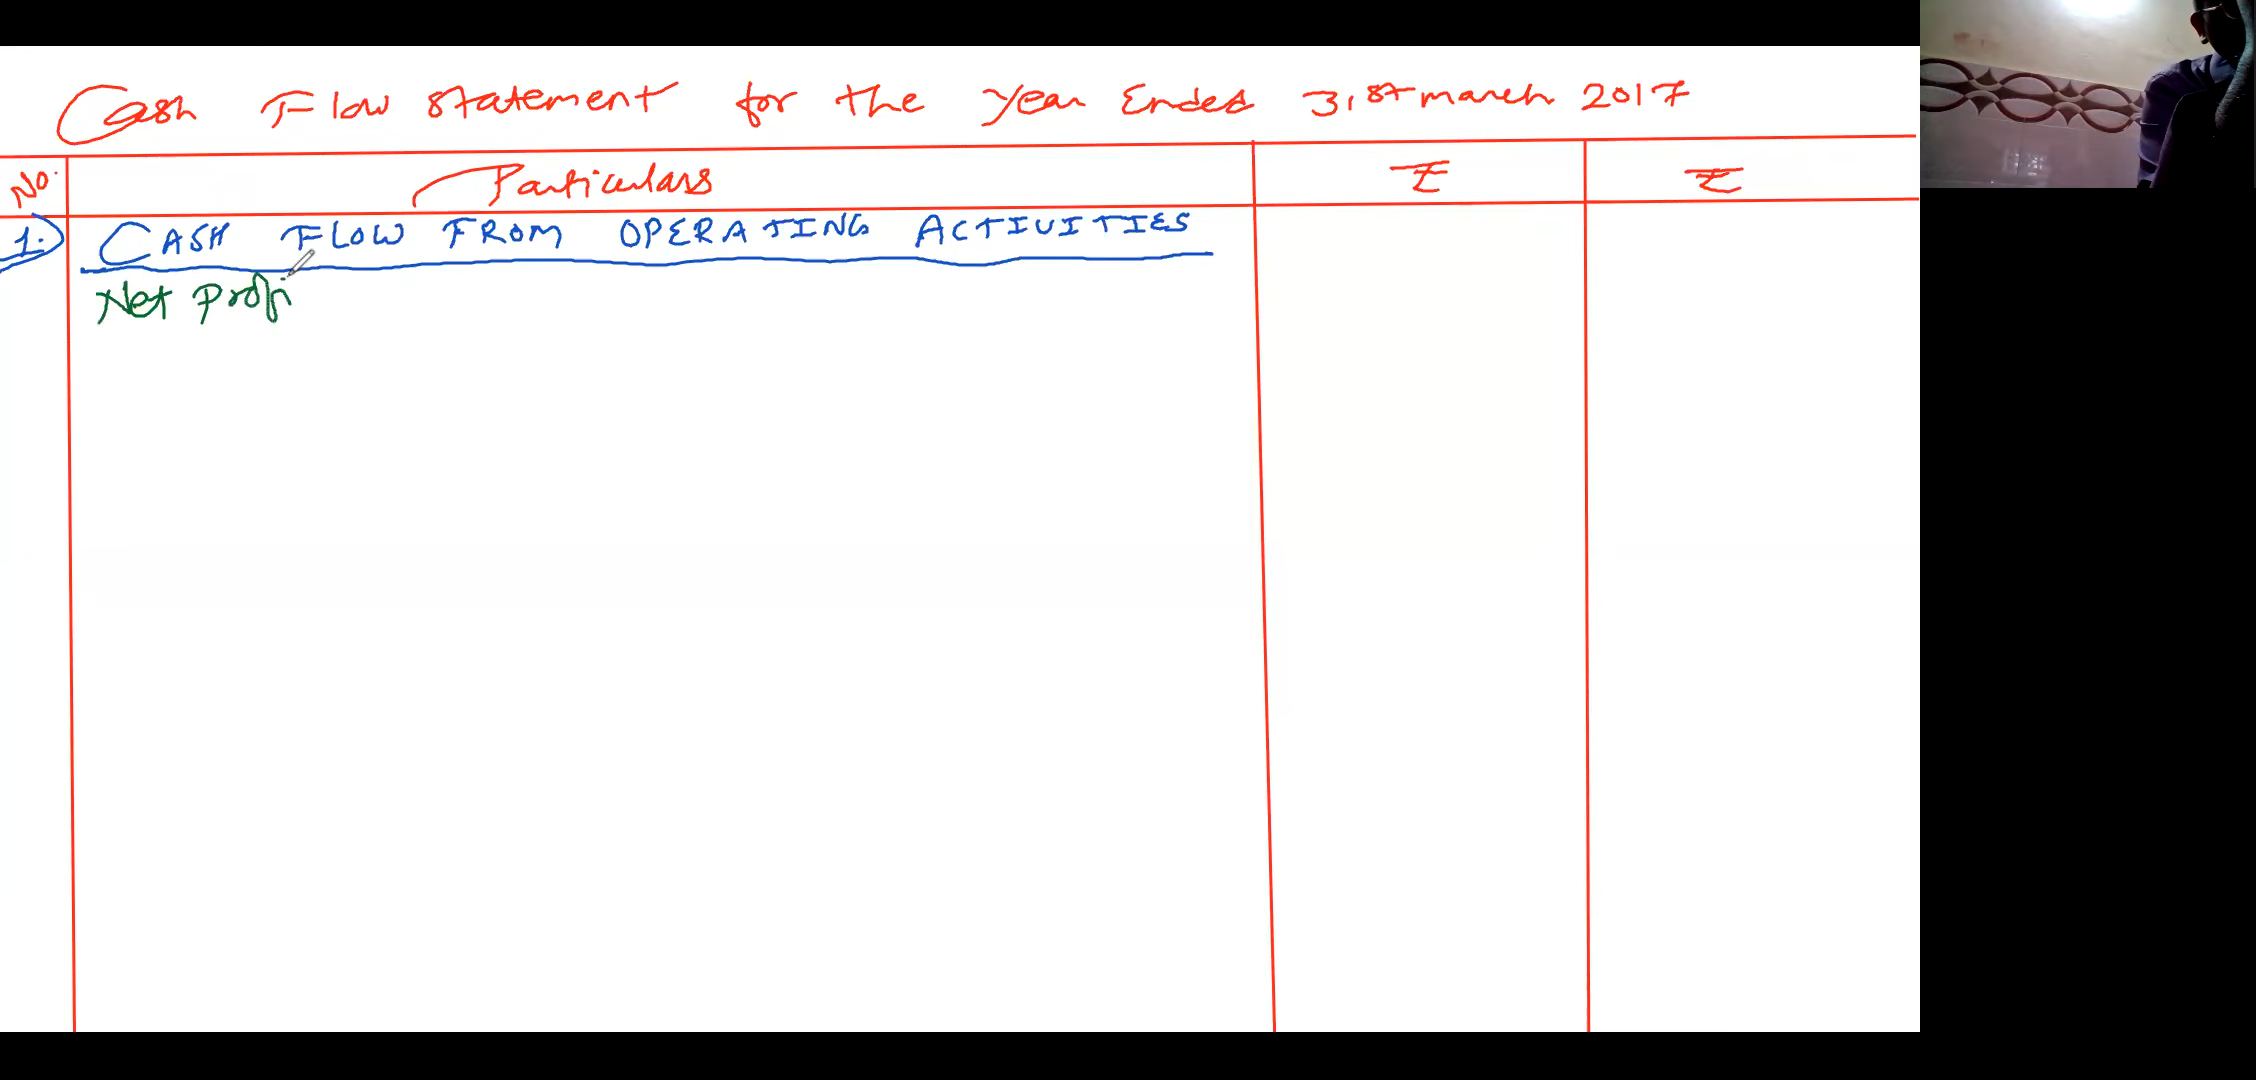 Cash Flow statement for the Year Ended 31st march 2017
No. Particulars ₹ ₹
1. CASH FLOW FROM OPERATING ACTIVITIES
Net Profi